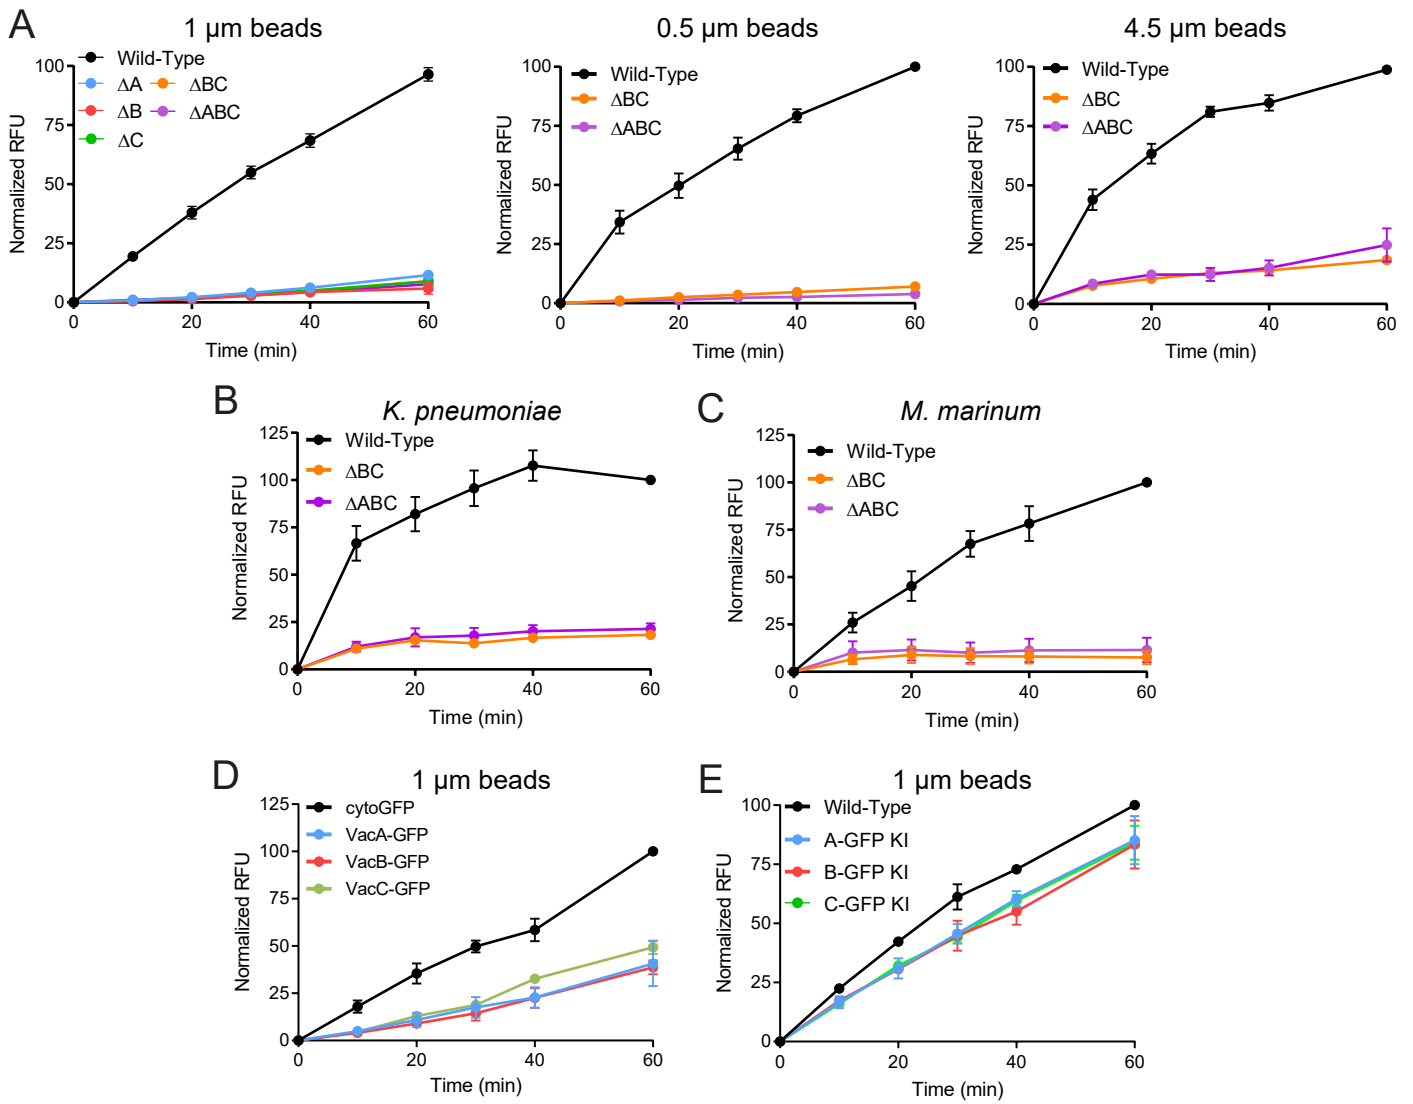 A
1 µm beads
Wild-Type
ΔA
ΔBC
ΔB
ΔABC
ΔC
100
75
50
25
0
Normalized RFU
0
20
40
60
Time (min)
0.5 µm beads
Wild-Type
ΔBC
ΔABC
100
75
50
25
0
Normalized RFU
0
20
40
60
Time (min)
4.5 µm beads
Wild-Type
ΔBC
ΔABC
100
75
50
25
0
Normalized RFU
0
20
40
60
Time (min)
B
K. pneumoniae
Wild-Type
ΔBC
ΔABC
125
100
75
50
25
0
Normalized RFU
0
20
40
60
Time (min)
C
M. marinum
Wild-Type
ΔBC
ΔABC
125
100
75
50
25
0
Normalized RFU
0
20
40
60
Time (min)
D
1 µm beads
cytoGFP
VacA-GFP
VacB-GFP
VacC-GFP
125
100
75
50
25
0
Normalized RFU
0
20
40
60
Time (min)
E
1 µm beads
Wild-Type
A-GFP KI
B-GFP KI
C-GFP KI
100
75
50
25
0
Normalized RFU
0
20
40
60
Time (min)